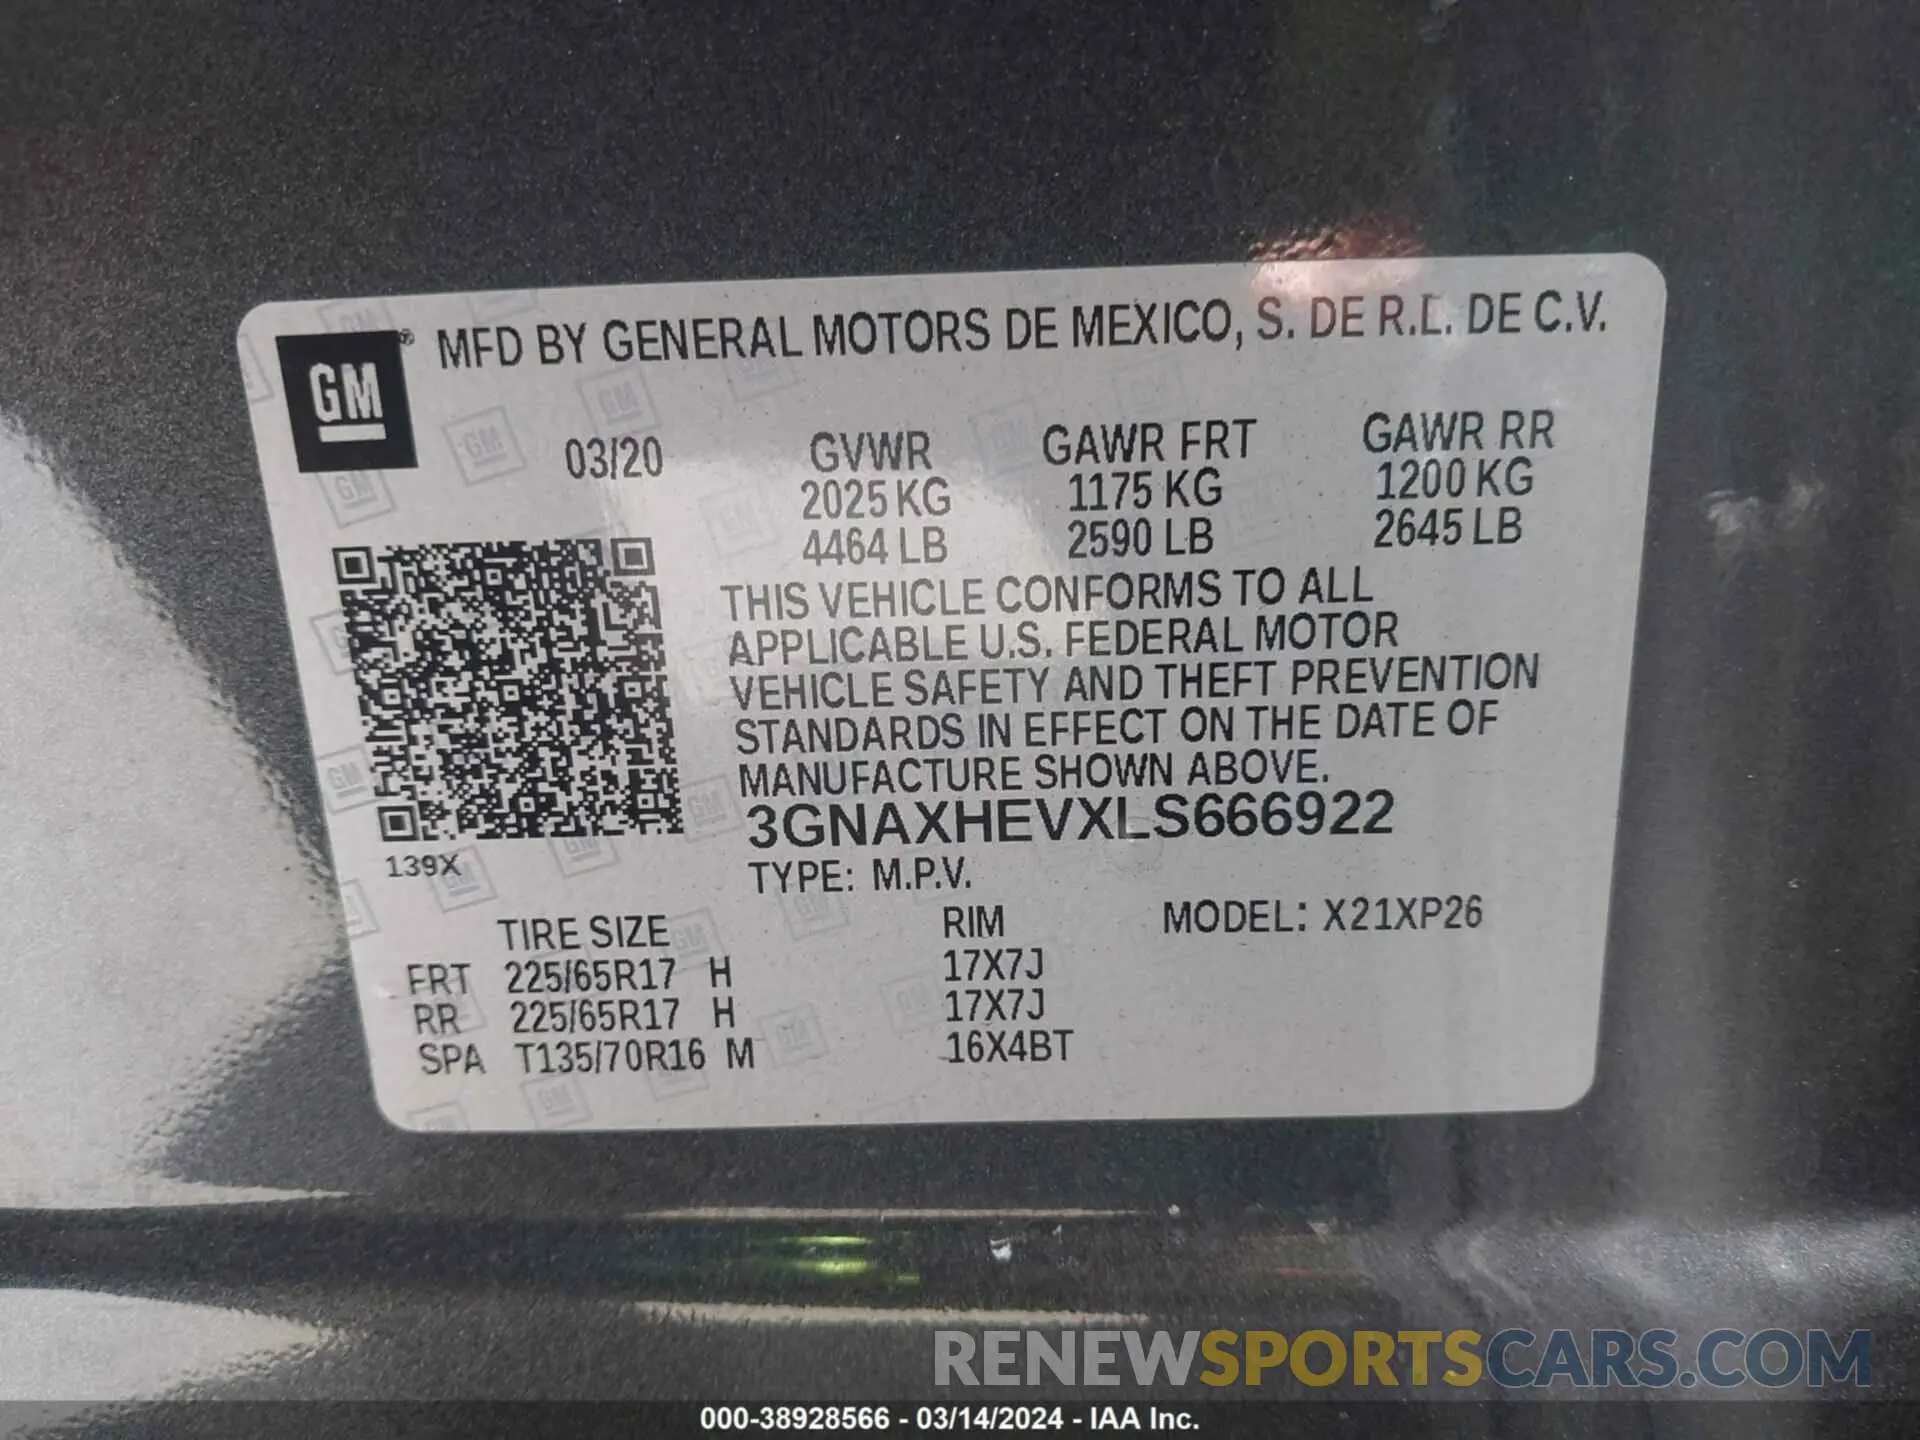 GM ® MFD BY GENERAL MOTORS DE MEXICO, S. DE R.L. DE C.V.
03/20 GVWR GAWR FRT GAWR RR
2025 KG 1175 KG 1200 KG
4464 LB 2590 LB 2645 LB
THIS VEHICLE CONFORMS TO ALL
APPLICABLE U.S. FEDERAL MOTOR
VEHICLE SAFETY AND THEFT PREVENTION
STANDARDS IN EFFECT ON THE DATE OF
MANUFACTURE SHOWN ABOVE.
3GNAXHEVXLS666922
139X
TYPE: M.P.V.
TIRE SIZE RIM MODEL: X21XP26
FRT 225/65R17 H 17X7J
RR 225/65R17 H 17X7J
SPA T135/70R16 M 16X4BT
RENEWSPORTSCARS.COM
000-38928566 - 03/14/2024 - IAA Inc.